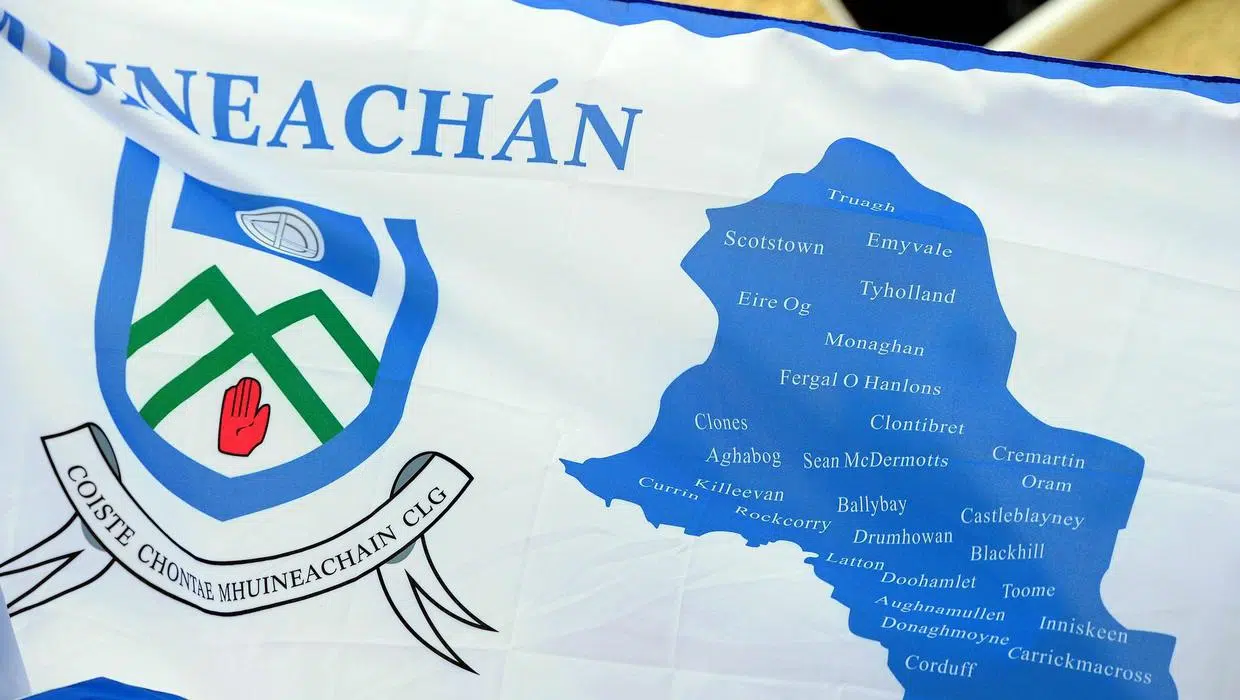 MUINEACHÁN
COISTE CHONTAE MHUINEACHAIN CLG
Truagh
Scotstown
Emyvale
Tyholland
Eire Og
Monaghan
Fergal O Hanlons
Clones
Clontibret
Aghabog
Sean McDermotts
Cremartin
Oram
Currin
Killeevan
Ballybay
Rockcorry
Castleblayney
Drumhowan
Blackhill
Latton
Doohamlet
Toome
Aughnamullen
Inniskeen
Donaghmoyne
Carrickmacross
Corduff